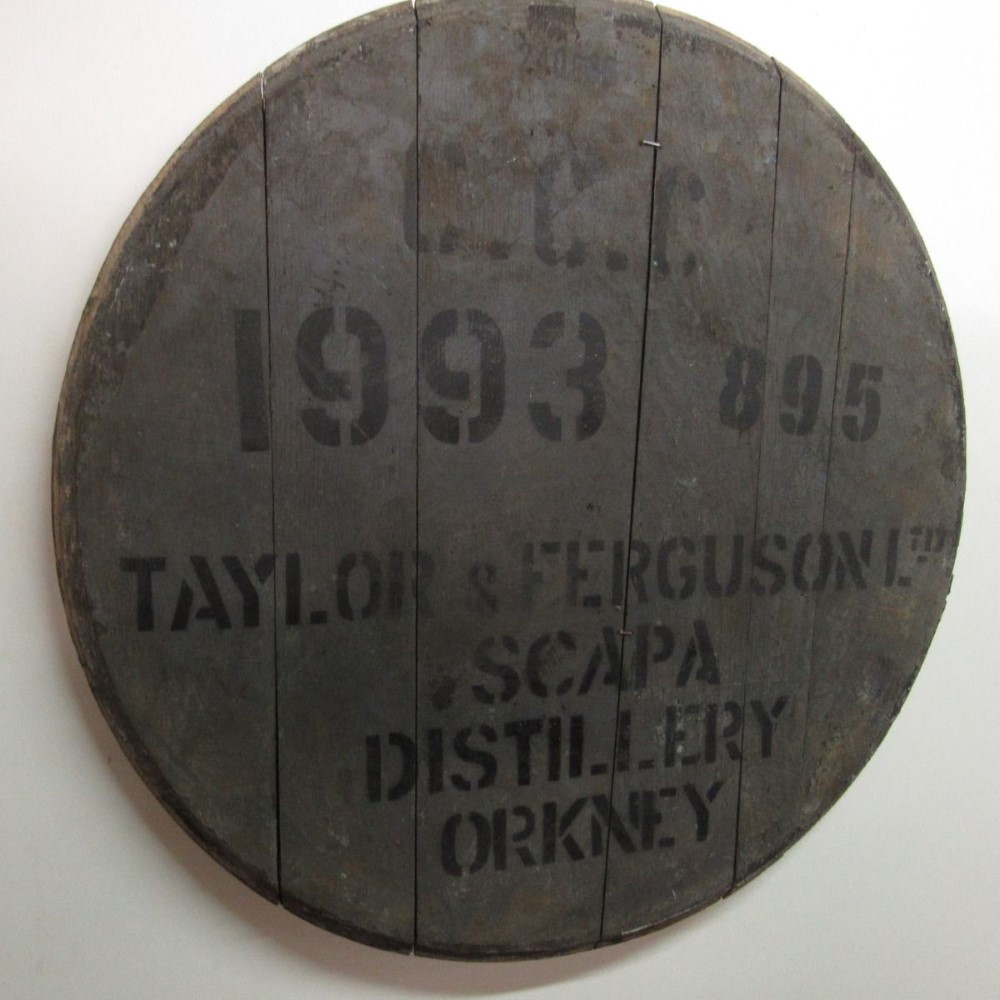 C.C.C
1993 895
TAYLOR & FERGUSON LTD
SCAPA
DISTILLERY
ORKNEY